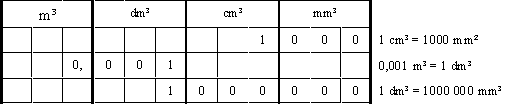 m³ dm³ cm³ mm³
1 0 0 0 1 cm³ = 1000 mm²
0, 0 0 1 0,001 m³ = 1 dm³
1 0 0 0 0 0 0 1 dm³ = 1000 000 mm³